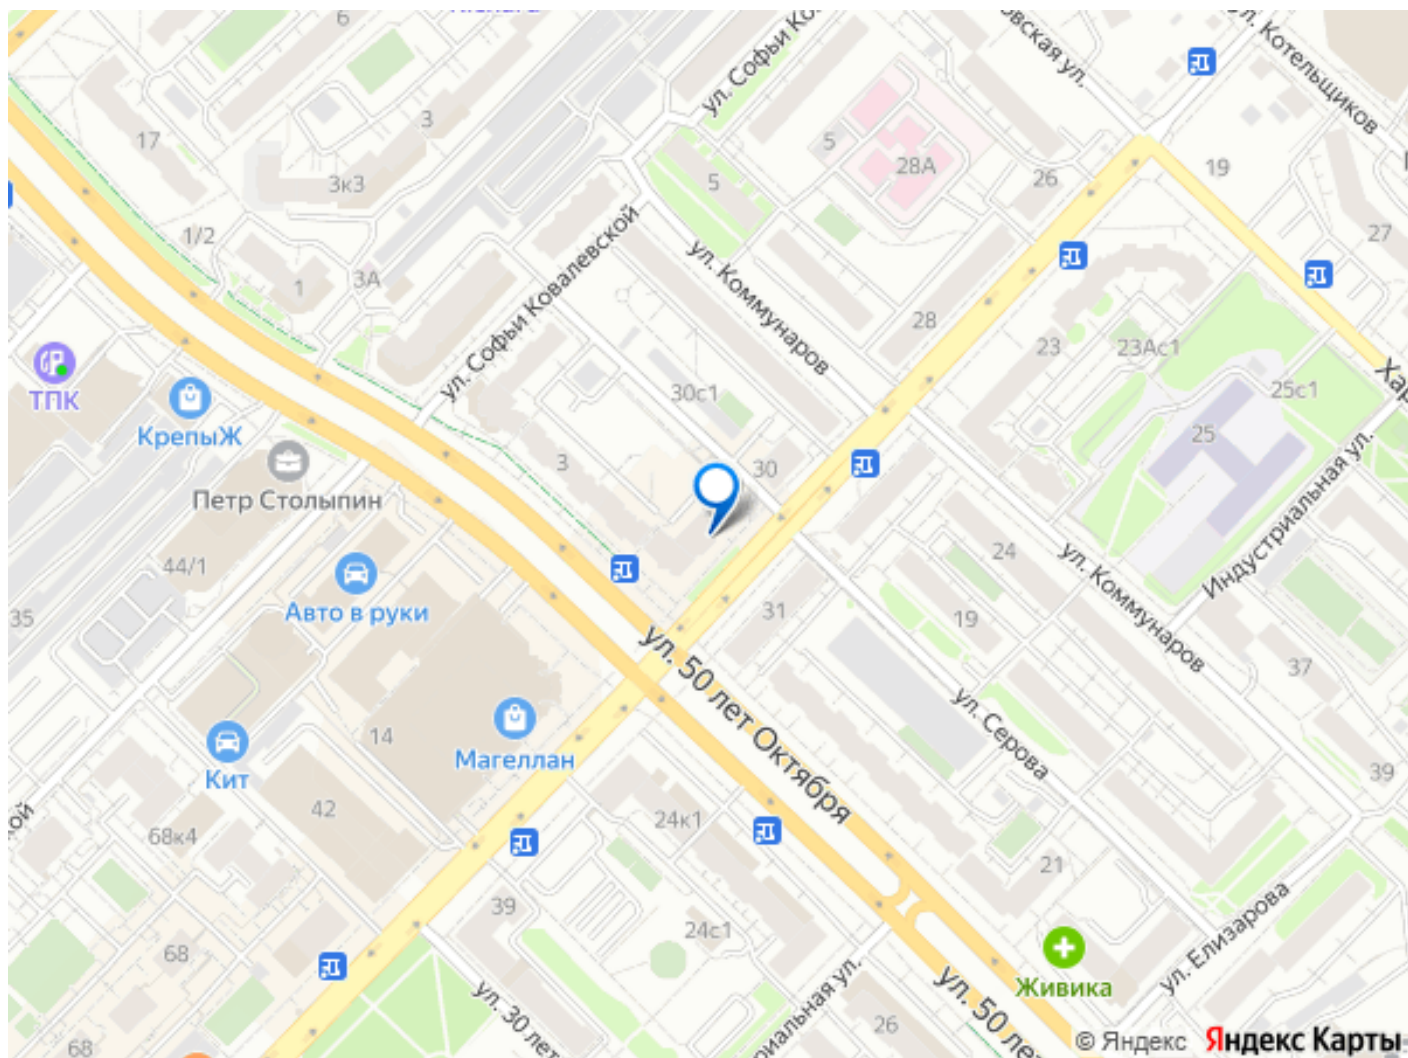 6
ул. Софьи Ко
вская ул.
ул. Котельщиков
17
3
5
28А
26
19
3к3
5
27
1/2
3А
1
ул. Софьи Ковалевской
ул. Коммунаров
28
23
23Ас1
25с1
Хар
ТПК
КрепыЖ
30с1
25
Петр Столыпин
3
30
Индустриальная ул.
44/1
24
ул. Коммунаров
Авто в руки
35
31
19
37
ул. 50 лет Октября
14
Магеллан
Кит
ул. Серова
39
42
24к1
68к4
ой
21
39
24с1
ул. Елизарова
68
Живика
ул. 30 лет
риальная ул.
26
ул. 50 ле
68
© Яндекс Яндекс Карты